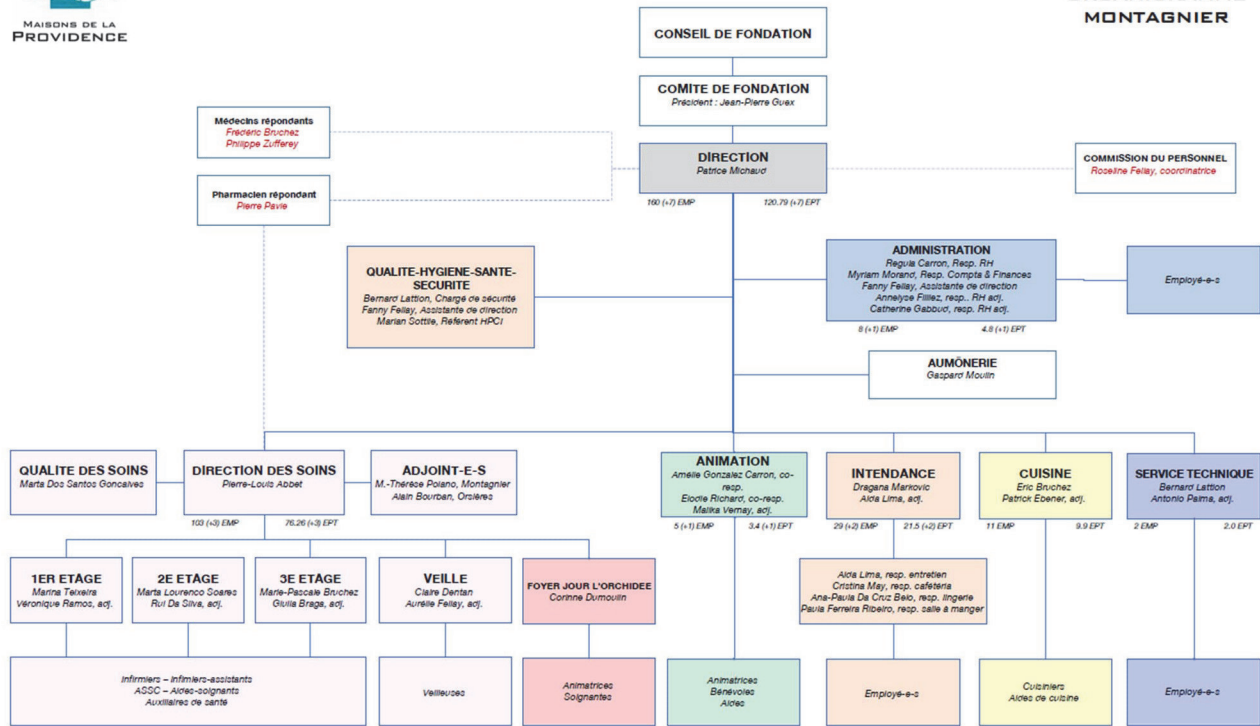 MAISONS DE LA
PROVIDENCE
MONTAGNIER
CONSEIL DE FONDATION
COMITE DE FONDATION
Président : Jean-Pierre Guex
Médecins répondants
Frédéric Bruchez
Philippe Zufferey
DIRECTION
Patrice Michaud
160 (+7) EMP
120.79 (+7) EPT
COMMISSION DU PERSONNEL
Roseline Fellay, coordinatrice
Pharmacien répondant
Pierre Pavie
QUALITE-HYGIENE-SANTE-
SECURITE
Bernard Lattion, Chargé de sécurité
Fanny Fellay, Assistante de direction
Marian Sottile, Référent HPCI
ADMINISTRATION
Regula Carron, Resp. RH
Myriam Morand, Resp. Compta & Finances
Fanny Fellay, Assistante de direction
Annelyse Filliez, resp.. RH adj.
Catherine Gabbud, resp. RH adj.
8 (+1) EMP
4.8 (+1) EPT
Employé-e-s
AUMÔNERIE
Gaspard Moulin
QUALITE DES SOINS
Marta Dos Santos Goncalves
DIRECTION DES SOINS
Pierre-Louis Abbet
103 (+3) EMP
76.26 (+3) EPT
ADJOINT-E-S
M.-Thérèse Polano, Montagnier
Alain Bourban, Orsières
ANIMATION
Amélie Gonzalez Carron, co-
resp.
Elodie Richard, co-resp.
Malika Vernay, adj.
5 (+1) EMP
3.4 (+1) EPT
INTENDANCE
Dragana Markovic
Alda Lima, adj.
29 (+2) EMP
21.5 (+2) EPT
CUISINE
Eric Bruchez
Patrick Ebener, adj.
11 EMP
9.9 EPT
SERVICE TECHNIQUE
Bernard Lattion
Antonio Palma, adj.
2 EMP
2.0 EPT
1ER ETÂGE
Marina Teixeira
Véronique Ramos, adj.
2E ETÂGE
Marta Lourenco Soares
Rui Da Silva, adj.
3E ETÂGE
Marie-Pascale Bruchez
Giulia Braga, adj.
VEILLE
Claire Dentan
Aurélie Fellay, adj.
FOYER JOUR L'ORCHIDEE
Corinne Dumoulin
Alda Lima, resp. entretien
Cristina May, resp. cafétéria
Ana-Paula Da Cruz Belo, resp. lingerie
Paula Ferreira Ribeiro, resp. salle à manger
Infirmiers – Infimiers-assistants
ASSC – Aides-soignants
Auxiliaires de santé
Veilleuses
Animatrices
Soignantes
Animatrices
Bénévoles
Aides
Employé-e-s
Cuisiniers
Aides de cuisine
Employé-e-s